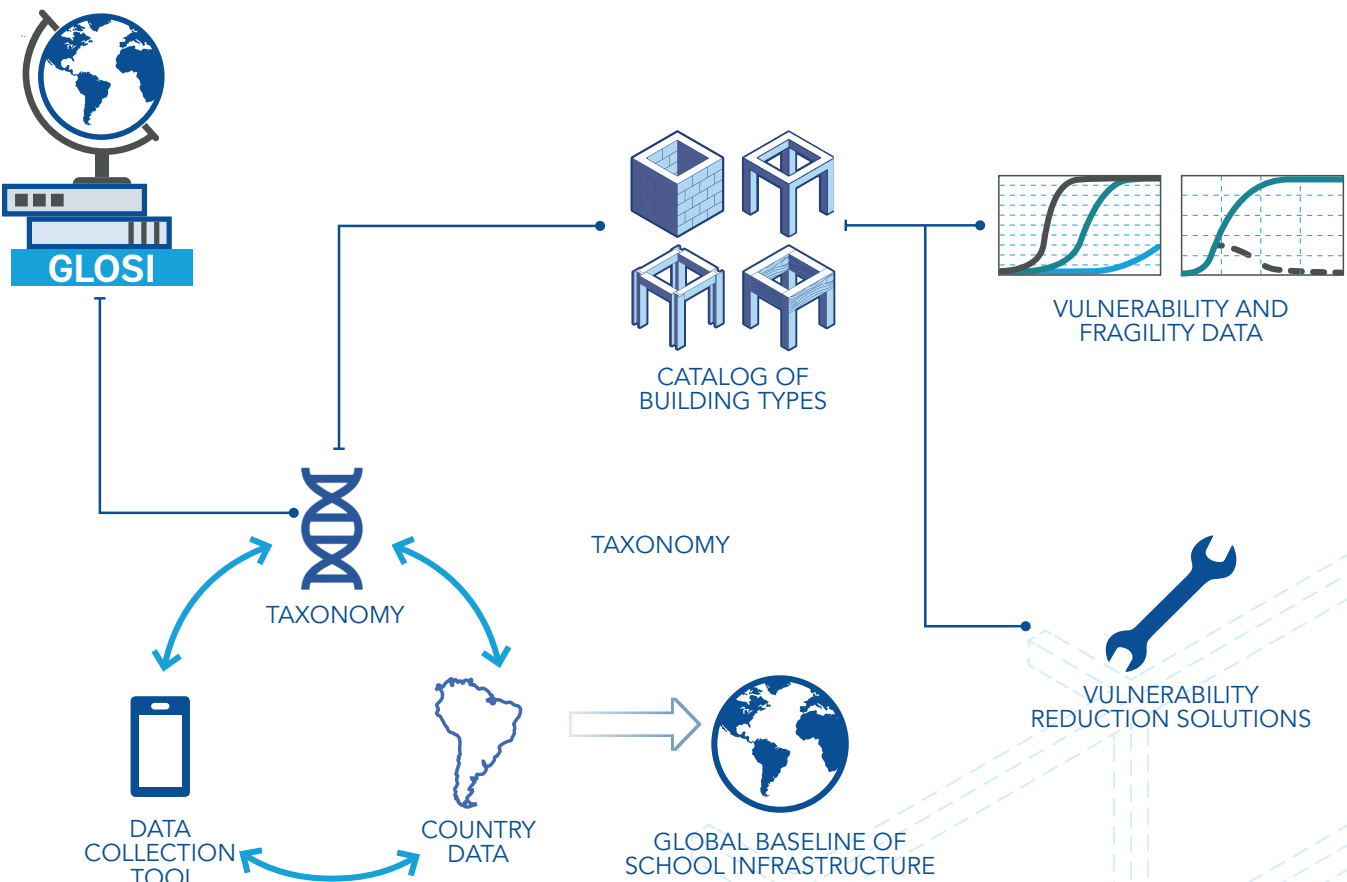 GLOSI
CATALOG OF
BUILDING TYPES
VULNERABILITY AND
FRAGILITY DATA
TAXONOMY
TAXONOMY
VULNERABILITY
REDUCTION SOLUTIONS
DATA
COLLECTION
TOOL
COUNTRY
DATA
GLOBAL BASELINE OF
SCHOOL INFRASTRUCTURE